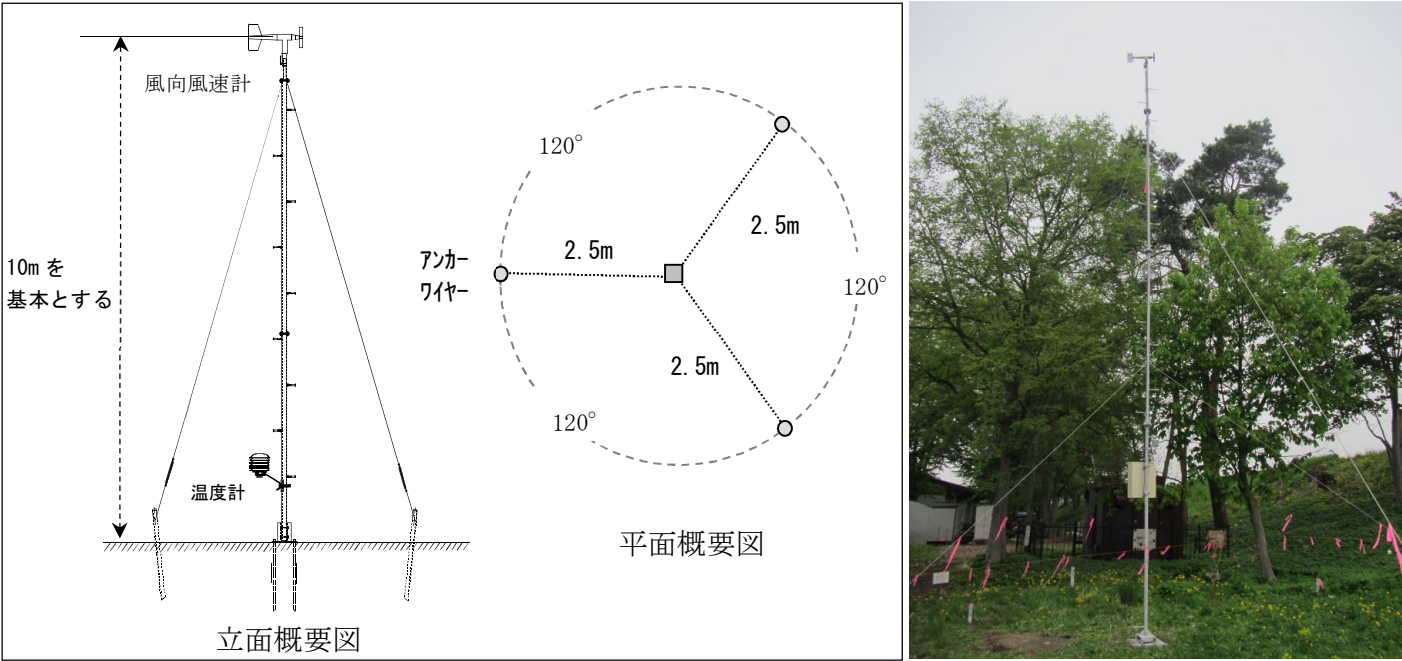 風向風速計
10m を
基本とする
温度計
立面概要図
120°
ｱﾝｶｰ
ﾜｲﾔｰ
2.5m
2.5m
120°
2.5m
120°
平面概要図